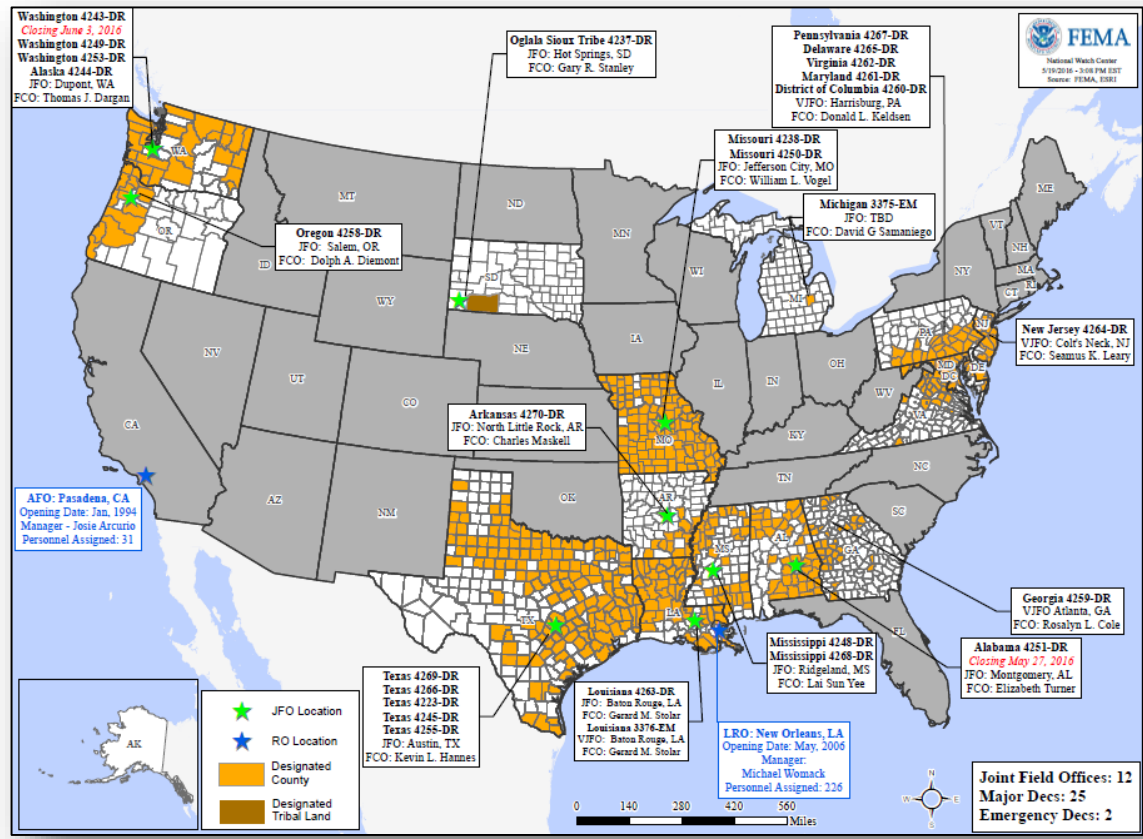 Washington 4243-DR
Closing June 3, 2016
Washington 4249-DR
Washington 4253-DR
Alaska 4244-DR
JFO: Dupont, WA
FCO: Thomas J. Dargan
Oglala Sioux Tribe 4237-DR
JFO: Hot Springs, SD
FCO: Gary R. Stanley
Pennsylvania 4267-DR
Delaware 4265-DR
Virginia 4262-DR
Maryland 4261-DR
District of Columbia 4260-DR
VJFO: Harrisburg, PA
FCO: Donald L. Keldsen
FEMA
National Watch Center
5/19/2016 - 3:08 PM EST
Source: FEMA, ESRI
Missouri 4238-DR
Missouri 4250-DR
JFO: Jefferson City, MO
FCO: William L. Vogel
Michigan 3375-EM
JFO: TBD
FCO: David G Samaniego
Oregon 4258-DR
JFO: Salem, OR
FCO: Dolph A. Diemont
New Jersey 4264-DR
VJFO: Colt's Neck, NJ
FCO: Seamus K. Leary
Arkansas 4270-DR
JFO: North Little Rock, AR
FCO: Charles Maskell
AFO: Pasadena, CA
Opening Date: Jan, 1994
Manager - Josie Arcurio
Personnel Assigned: 31
Georgia 4259-DR
VJFO Atlanta, GA
FCO: Rosalyn L. Cole
Alabama 4251-DR
Closing May 27, 2016
JFO: Montgomery, AL
FCO: Elizabeth Turner
Mississippi 4248-DR
Mississippi 4268-DR
JFO: Ridgeland, MS
FCO: Lai Sun Yee
Texas 4269-DR
Texas 4266-DR
Texas 4223-DR
Texas 4245-DR
Texas 4255-DR
JFO: Austin, TX
FCO: Kevin L. Hannes
Louisiana 4263-DR
JFO: Baton Rouge, LA
FCO: Gerard M. Stolar
Louisiana 3376-EM
VJFO: Baton Rouge, LA
FCO: Gerard M. Stolar
LRO: New Orleans, LA
Opening Date: May, 2006
Manager:
Michael Womack
Personnel Assigned: 226
WA
OR
ID
MT
ND
SD
MN
WI
MI
WY
NE
IA
NV
UT
CO
CA
AZ
NM
OK
TX
MO
AR
LA
MS
AL
GA
FL
SC
NC
TN
KY
IL
IN
OH
WV
VA
MD
DC
DE
PA
NJ
NY
CT
RI
MA
VT
NH
ME
AK
JFO Location
RO Location
Designated
County
Designated
Tribal Land
0 140 280 420 560
Miles
N
W
E
S
Joint Field Offices: 12
Major Decs: 25
Emergency Decs: 2